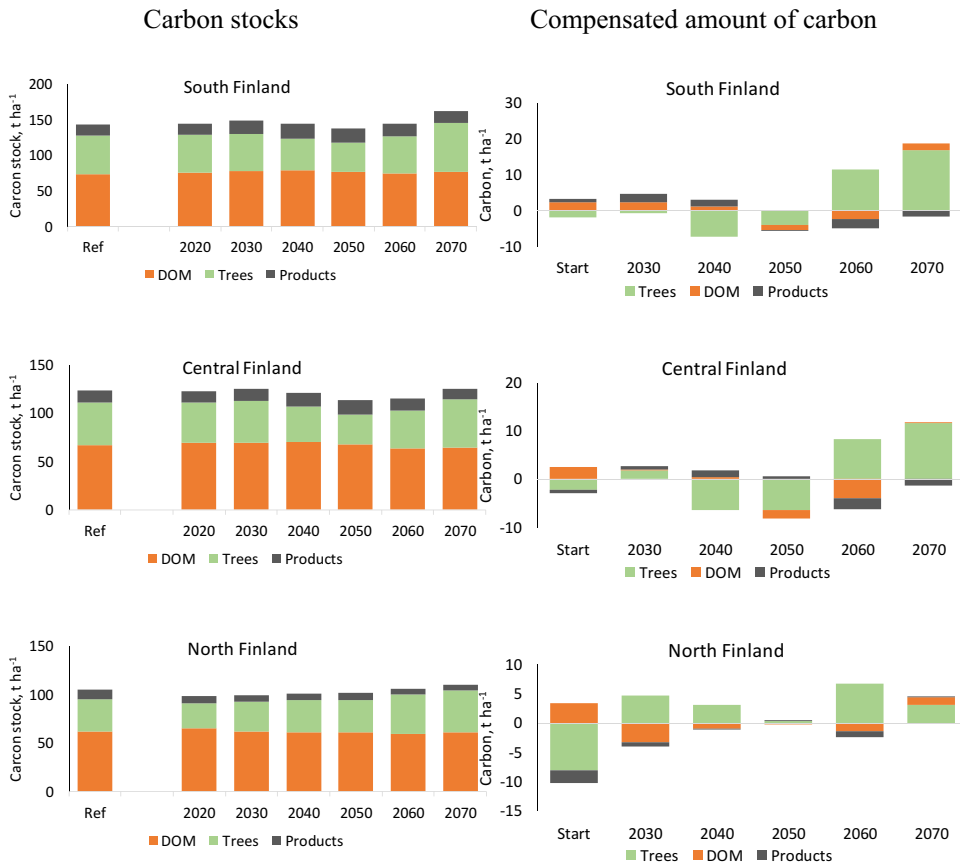 Carbon stocks
Compensated amount of carbon
South Finland
Carcon stock, t ha⁻¹
200
150
100
50
0
Ref 2020 2030 2040 2050 2060 2070
DOM Trees Products
South Finland
Carbon, t ha⁻¹
30
20
10
0
-10
Start 2030 2040 2050 2060 2070
Trees DOM Products
Central Finland
Carcon stock, t ha⁻¹
150
100
50
0
Ref 2020 2030 2040 2050 2060 2070
DOM Trees Products
Central Finland
Carbon, t ha⁻¹
20
10
0
-10
Start 2030 2040 2050 2060 2070
Trees DOM Products
North Finland
Carcon stock, t ha⁻¹
150
100
50
0
Ref 2020 2030 2040 2050 2060 2070
DOM Trees Products
North Finland
Carbon, t ha⁻¹
10
5
0
-5
-10
-15
Start 2030 2040 2050 2060 2070
Trees DOM Products